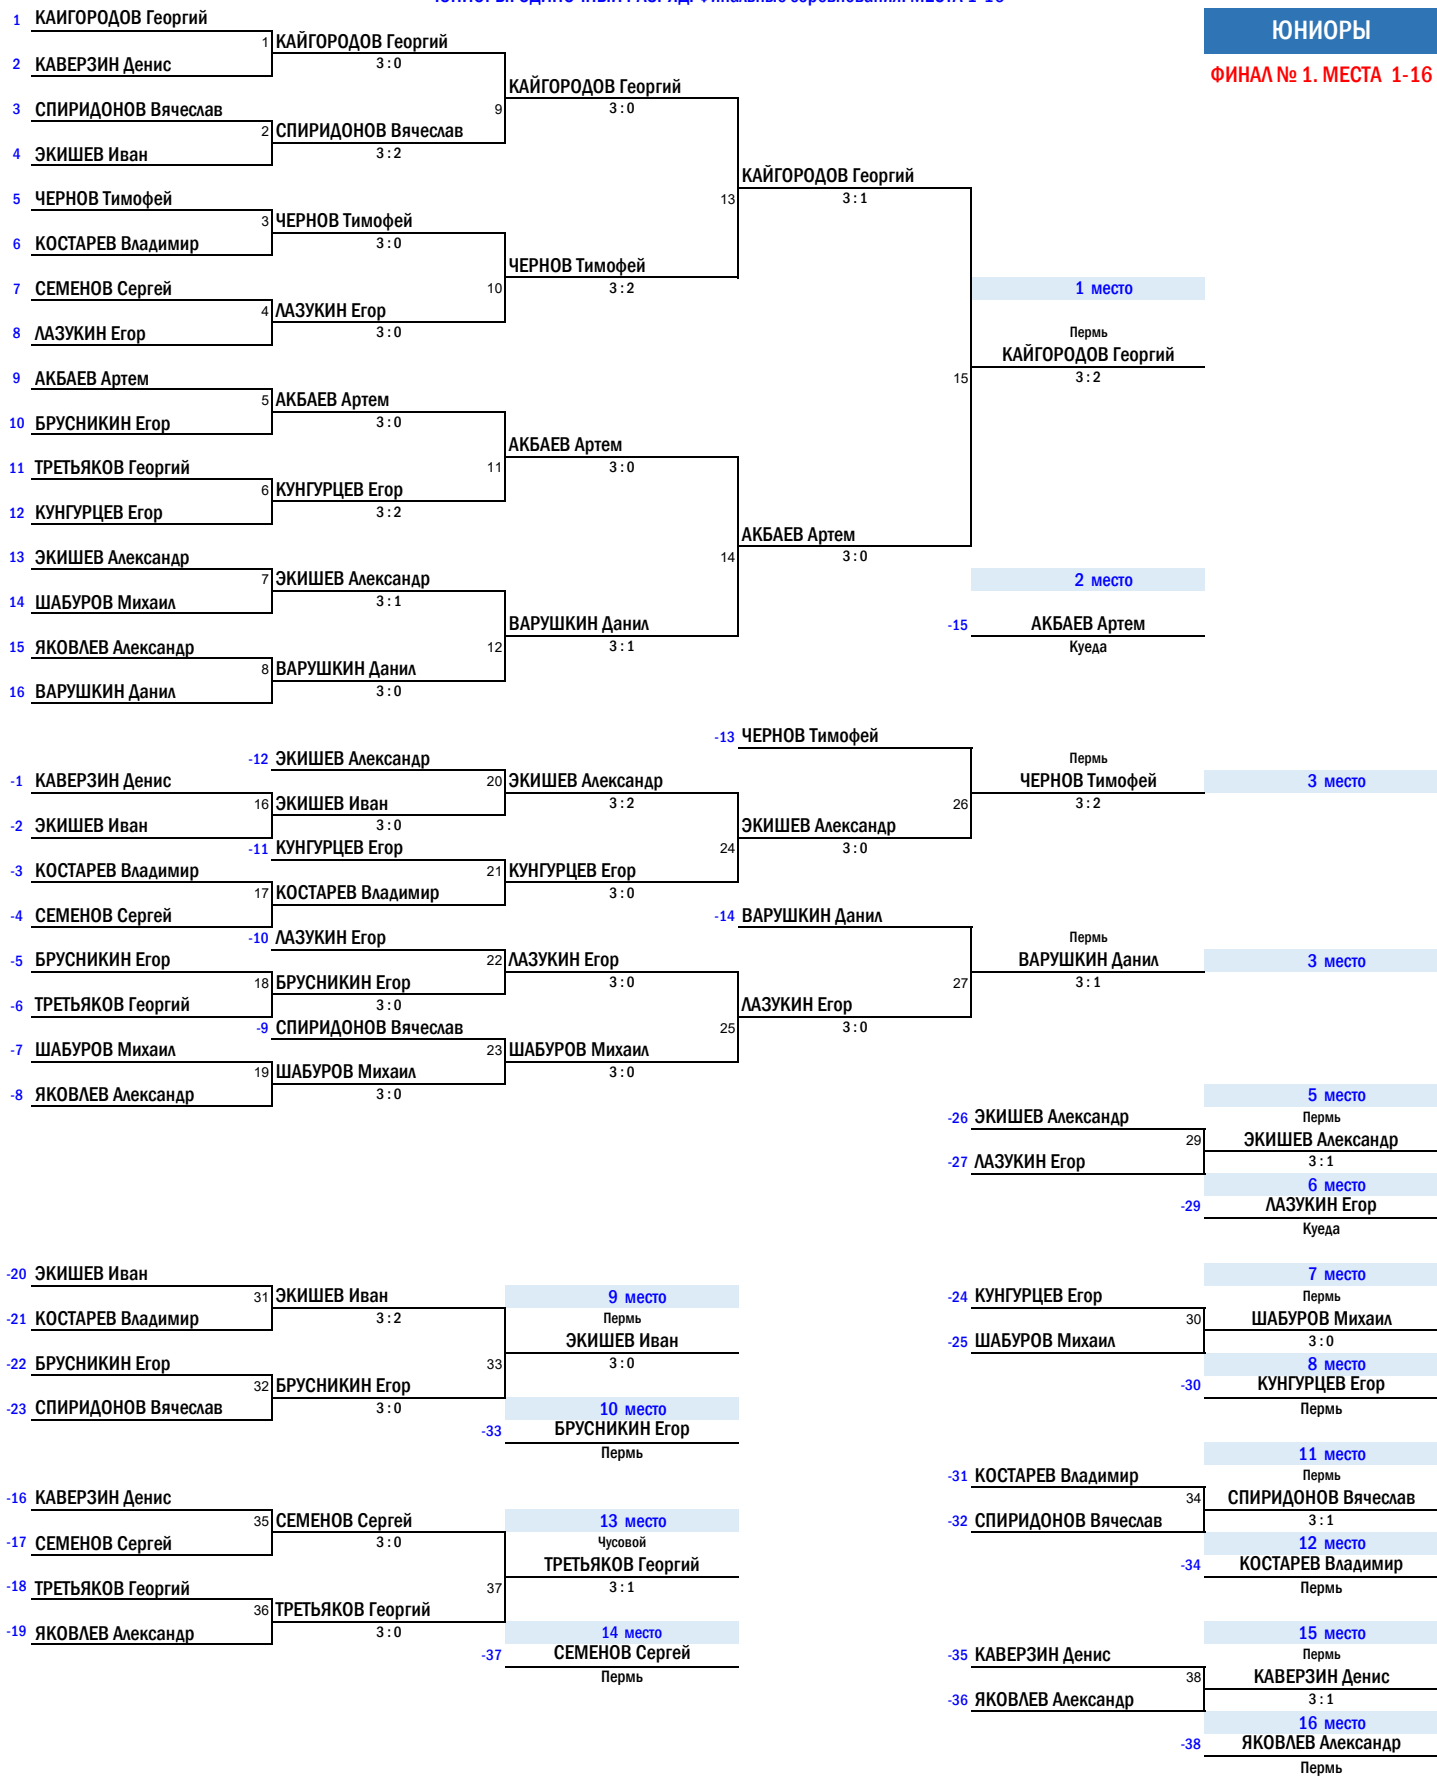 ЮНИОРЫ
ФИНАЛ № 1. МЕСТА 1-16
1 КАЙГОРОДОВ Георгий
1 КАЙГОРОДОВ Георгий
2 КАВЕРЗИН Денис
3 : 0
КАЙГОРОДОВ Георгий
3 СПИРИДОНОВ Вячеслав
9
3 : 0
2 СПИРИДОНОВ Вячеслав
4 ЭКИШЕВ Иван
3 : 2
КАЙГОРОДОВ Георгий
5 ЧЕРНОВ Тимофей
13
3 : 1
3 ЧЕРНОВ Тимофей
6 КОСТАРЕВ Владимир
3 : 0
ЧЕРНОВ Тимофей
7 СЕМЕНОВ Сергей
10
3 : 2
1 место
4 ЛАЗУКИН Егор
8 ЛАЗУКИН Егор
3 : 0
Пермь
КАЙГОРОДОВ Георгий
9 АКБАЕВ Артем
15
3 : 2
5 АКБАЕВ Артем
10 БРУСНИКИН Егор
3 : 0
АКБАЕВ Артем
11 ТРЕТЬЯКОВ Георгий
11
3 : 0
6 КУНГУРЦЕВ Егор
12 КУНГУРЦЕВ Егор
3 : 2
АКБАЕВ Артем
13 ЭКИШЕВ Александр
14
3 : 0
7 ЭКИШЕВ Александр
2 место
14 ШАБУРОВ Михаил
3 : 1
ВАРУШКИН Данил
-15 АКБАЕВ Артем
15 ЯКОВЛЕВ Александр
12
3 : 1
Куеда
8 ВАРУШКИН Данил
16 ВАРУШКИН Данил
3 : 0
-13 ЧЕРНОВ Тимофей
-12 ЭКИШЕВ Александр
Пермь
-1 КАВЕРЗИН Денис
20 ЭКИШЕВ Александр
ЧЕРНОВ Тимофей
3 место
16 ЭКИШЕВ Иван
3 : 2
26
3 : 2
-2 ЭКИШЕВ Иван
3 : 0
ЭКИШЕВ Александр
-11 КУНГУРЦЕВ Егор
24
3 : 0
-3 КОСТАРЕВ Владимир
21 КУНГУРЦЕВ Егор
17 КОСТАРЕВ Владимир
3 : 0
-4 СЕМЕНОВ Сергей
-14 ВАРУШКИН Данил
-10 ЛАЗУКИН Егор
Пермь
-5 БРУСНИКИН Егор
22 ЛАЗУКИН Егор
ВАРУШКИН Данил
3 место
18 БРУСНИКИН Егор
3 : 0
27
3 : 1
-6 ТРЕТЬЯКОВ Георгий
3 : 0
ЛАЗУКИН Егор
-9 СПИРИДОНОВ Вячеслав
25
3 : 0
-7 ШАБУРОВ Михаил
23 ШАБУРОВ Михаил
19 ШАБУРОВ Михаил
3 : 0
-8 ЯКОВЛЕВ Александр
3 : 0
5 место
-26 ЭКИШЕВ Александр
Пермь
29 ЭКИШЕВ Александр
-27 ЛАЗУКИН Егор
3 : 1
6 место
-29 ЛАЗУКИН Егор
Куеда
-20 ЭКИШЕВ Иван
7 место
31 ЭКИШЕВ Иван
9 место
-24 КУНГУРЦЕВ Егор
Пермь
-21 КОСТАРЕВ Владимир
3 : 2
Пермь
30 ШАБУРОВ Михаил
ЭКИШЕВ Иван
-25 ШАБУРОВ Михаил
3 : 0
-22 БРУСНИКИН Егор
33
3 : 0
8 место
32 БРУСНИКИН Егор
-30 КУНГУРЦЕВ Егор
-23 СПИРИДОНОВ Вячеслав
3 : 0
10 место
Пермь
-33 БРУСНИКИН Егор
Пермь
11 место
-31 КОСТАРЕВ Владимир
Пермь
-16 КАВЕРЗИН Денис
34 СПИРИДОНОВ Вячеслав
35 СЕМЕНОВ Сергей
13 место
-32 СПИРИДОНОВ Вячеслав
3 : 1
-17 СЕМЕНОВ Сергей
3 : 0
Чусовой
12 место
ТРЕТЬЯКОВ Георгий
-34 КОСТАРЕВ Владимир
-18 ТРЕТЬЯКОВ Георгий
37
3 : 1
Пермь
36 ТРЕТЬЯКОВ Георгий
-19 ЯКОВЛЕВ Александр
3 : 0
14 место
15 место
-37 СЕМЕНОВ Сергей
-35 КАВЕРЗИН Денис
Пермь
Пермь
38 КАВЕРЗИН Денис
-36 ЯКОВЛЕВ Александр
3 : 1
16 место
-38 ЯКОВЛЕВ Александр
Пермь